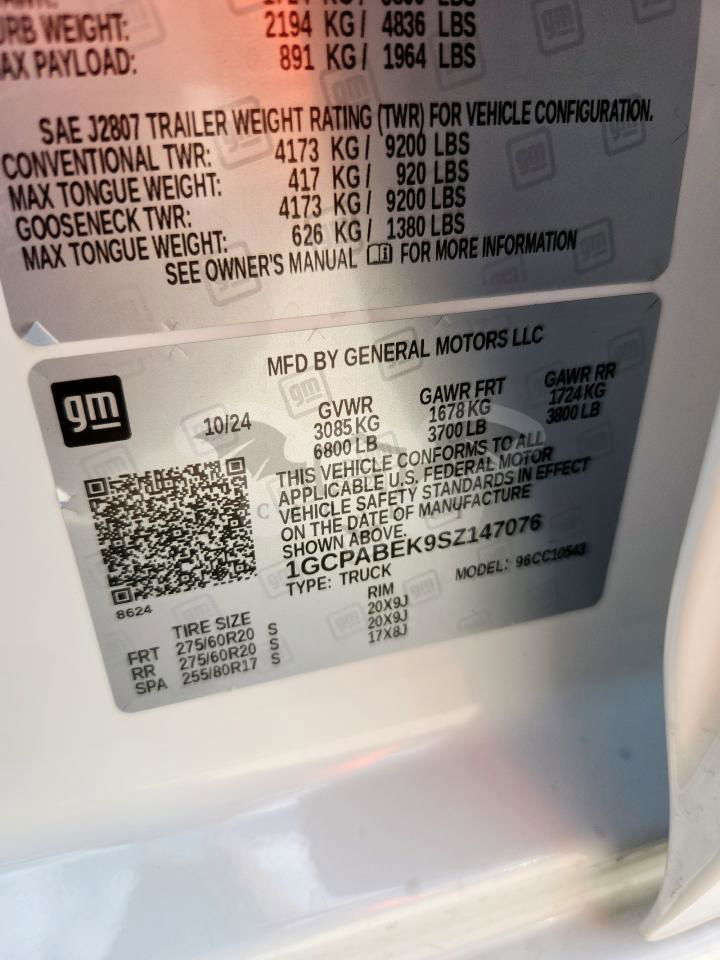 URB WEIGHT: 2194 KG / 4836 LBS
AX PAYLOAD: 891 KG / 1964 LBS
SAE J2807 TRAILER WEIGHT RATING (TWR) FOR VEHICLE CONFIGURATION.
CONVENTIONAL TWR: 4173 KG / 9200 LBS
MAX TONGUE WEIGHT: 417 KG / 920 LBS
GOOSENECK TWR: 4173 KG / 9200 LBS
MAX TONGUE WEIGHT: 626 KG / 1380 LBS
SEE OWNER'S MANUAL FOR MORE INFORMATION
MFD BY GENERAL MOTORS LLC
gm
10/24
GVWR GAWR FRT GAWR RR
3085 KG 1678 KG 1724 KG
6800 LB 3700 LB 3800 LB
THIS VEHICLE CONFORMS TO ALL
APPLICABLE U.S. FEDERAL MOTOR
VEHICLE SAFETY STANDARDS IN EFFECT
ON THE DATE OF MANUFACTURE
SHOWN ABOVE.
1GCPABEK9SZ147076
TYPE: TRUCK MODEL: 96CC10543
8624
TIRE SIZE RIM
FRT 275/60R20 S 20X9J
RR 275/60R20 S 20X9J
SPA 255/80R17 S 17X8J